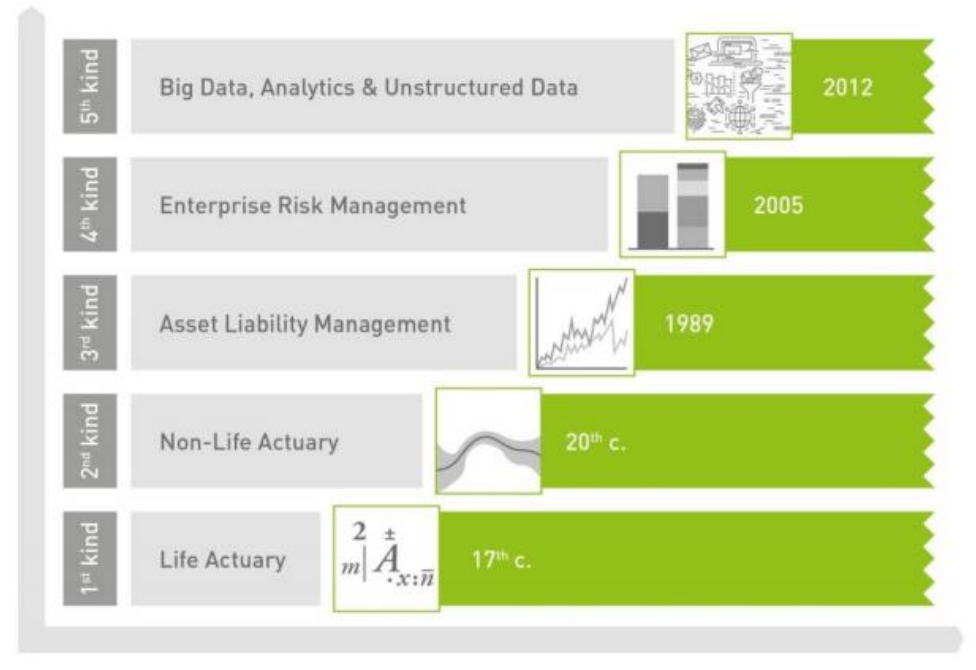 5th kind
Big Data, Analytics & Unstructured Data
2012
4th kind
Enterprise Risk Management
2005
3rd kind
Asset Liability Management
1989
2nd kind
Non-Life Actuary
20th c.
1st kind
Life Actuary
2 ±
m| A
. x:n̅
17th c.